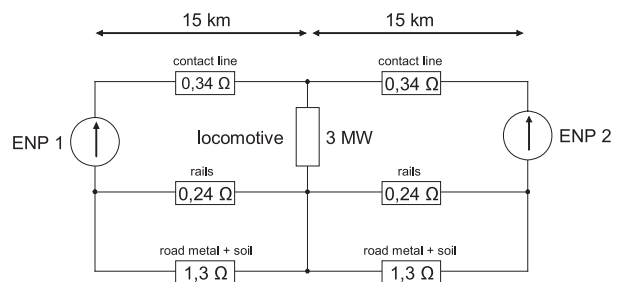 15 km 15 km
contact line contact line
0,34 Ω 0,34 Ω
ENP 1 locomotive 3 MW ENP 2
rails rails
0,24 Ω 0,24 Ω
road metal + soil road metal + soil
1,3 Ω 1,3 Ω